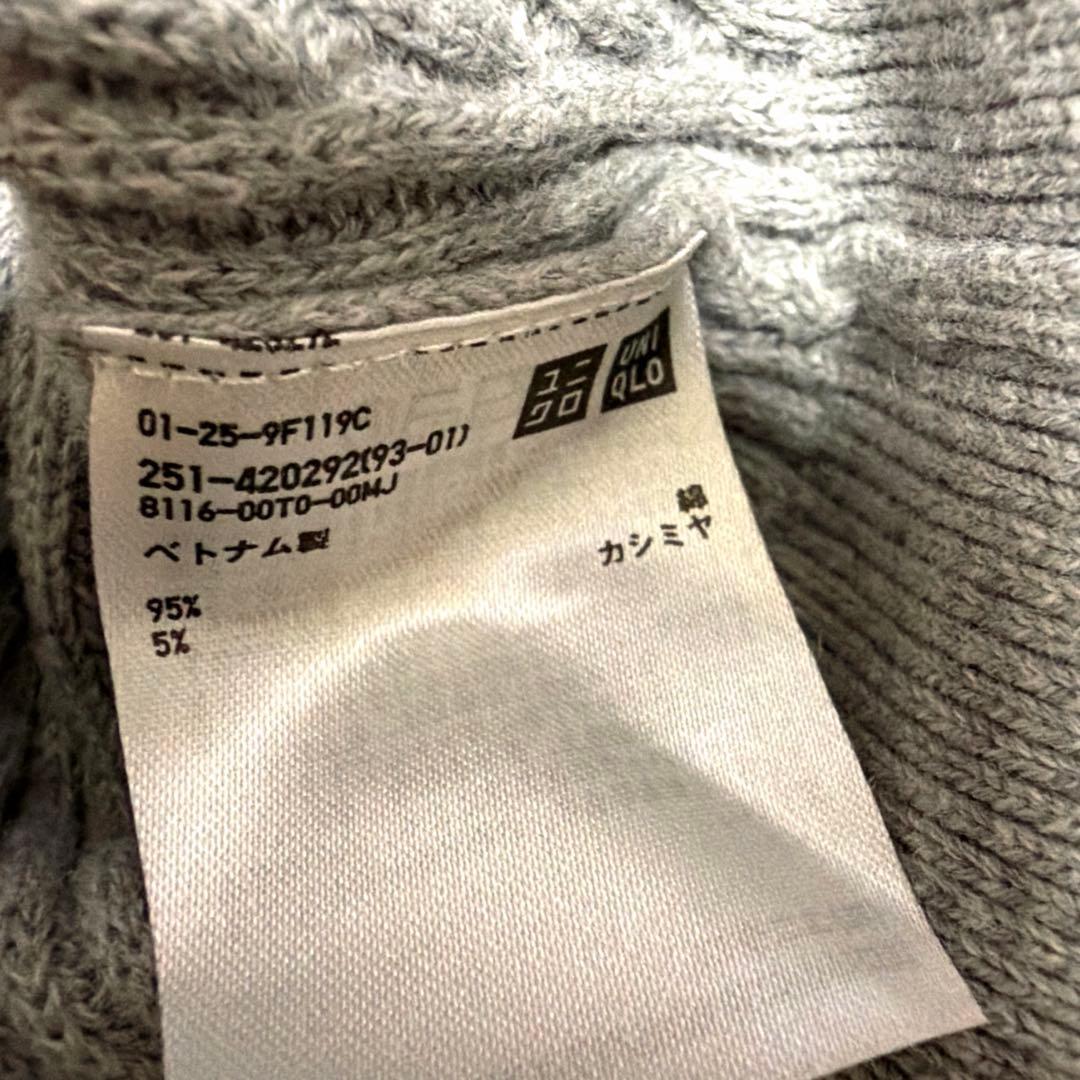 ユニ
クロ
UNI
QLO
01-25-9F119C
251-420292(93-01)
8116-00T0-00MJ
ベトナム製
綿
カシミヤ
95%
5%